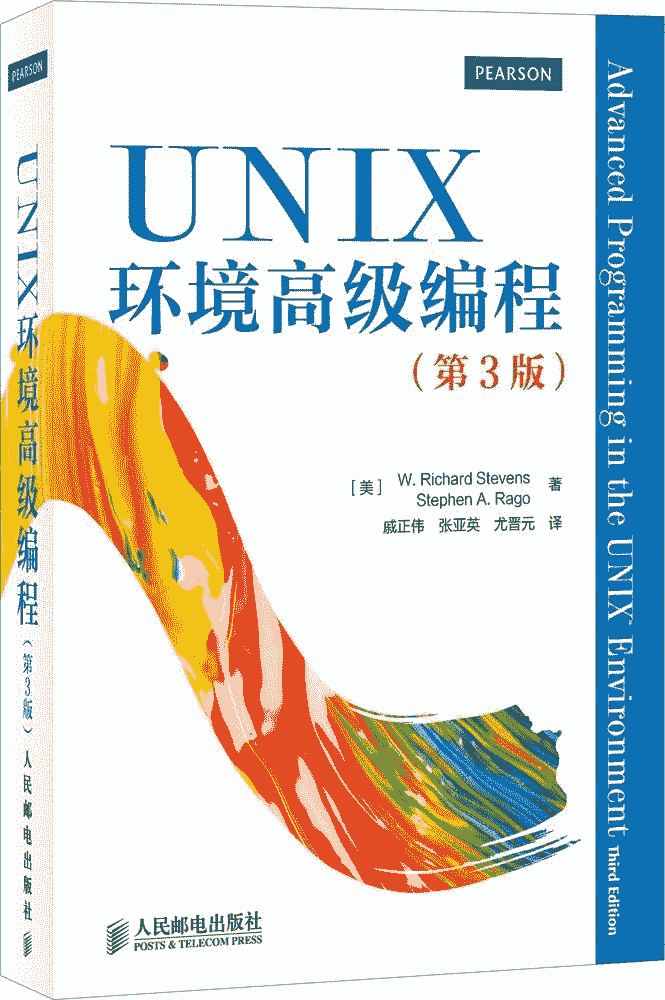 PEARSON
UNIX
环境高级编程
（第3版）
[美] W. Richard Stevens 著
Stephen A. Rago
戚正伟 张亚英 尤晋元 译
人民邮电出版社
POSTS & TELECOM PRESS
Advanced Programming in the UNIX Environment Third Edition
PEARSON
UNIX环境高级编程（第3版）人民邮电出版社